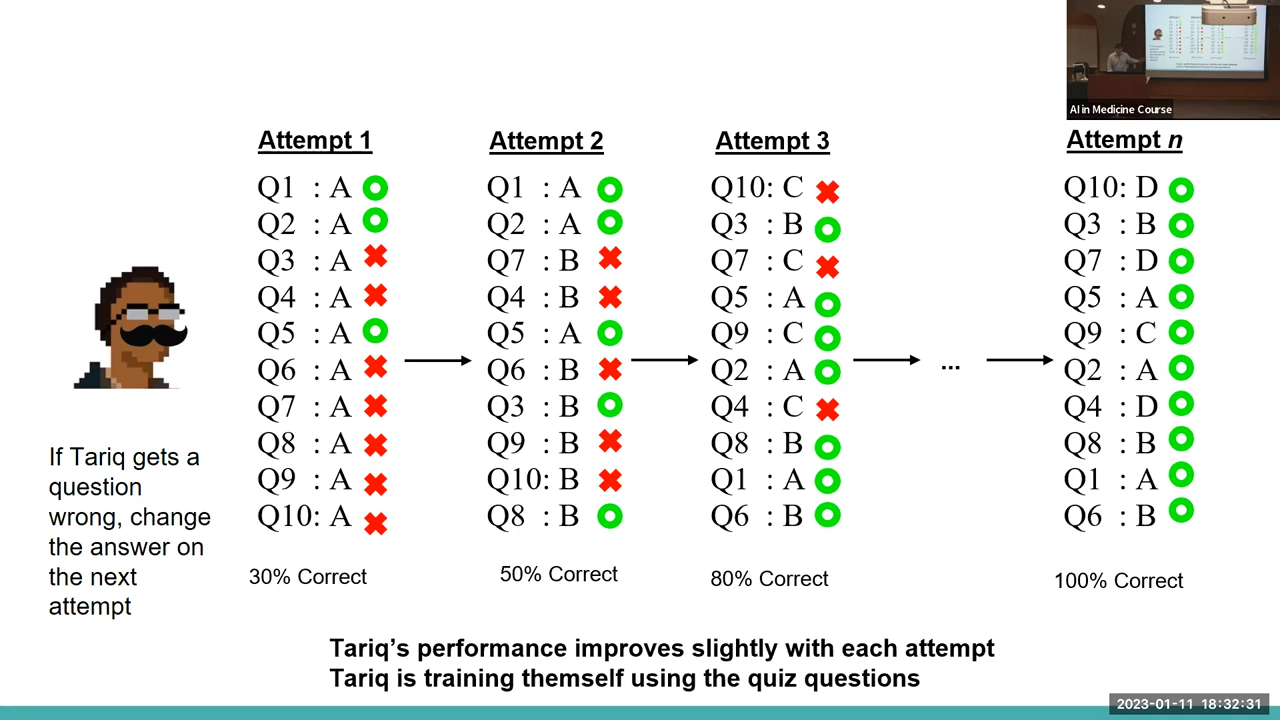 AI in Medicine Course
Attempt 1
Q1 : A
Q2 : A
Q3 : A
Q4 : A
Q5 : A
Q6 : A
Q7 : A
Q8 : A
Q9 : A
Q10: A
30% Correct
Attempt 2
Q1 : A
Q2 : A
Q7 : B
Q4 : B
Q5 : A
Q6 : B
Q3 : B
Q9 : B
Q10: B
Q8 : B
50% Correct
Attempt 3
Q10: C
Q3 : B
Q7 : C
Q5 : A
Q9 : C
Q2 : A
Q4 : C
Q8 : B
Q1 : A
Q6 : B
80% Correct
...
Attempt n
Q10: D
Q3 : B
Q7 : D
Q5 : A
Q9 : C
Q2 : A
Q4 : D
Q8 : B
Q1 : A
Q6 : B
100% Correct
If Tariq gets a
question
wrong, change
the answer on
the next
attempt
Tariq’s performance improves slightly with each attempt
Tariq is training themself using the quiz questions
2023-01-11 18:32:31